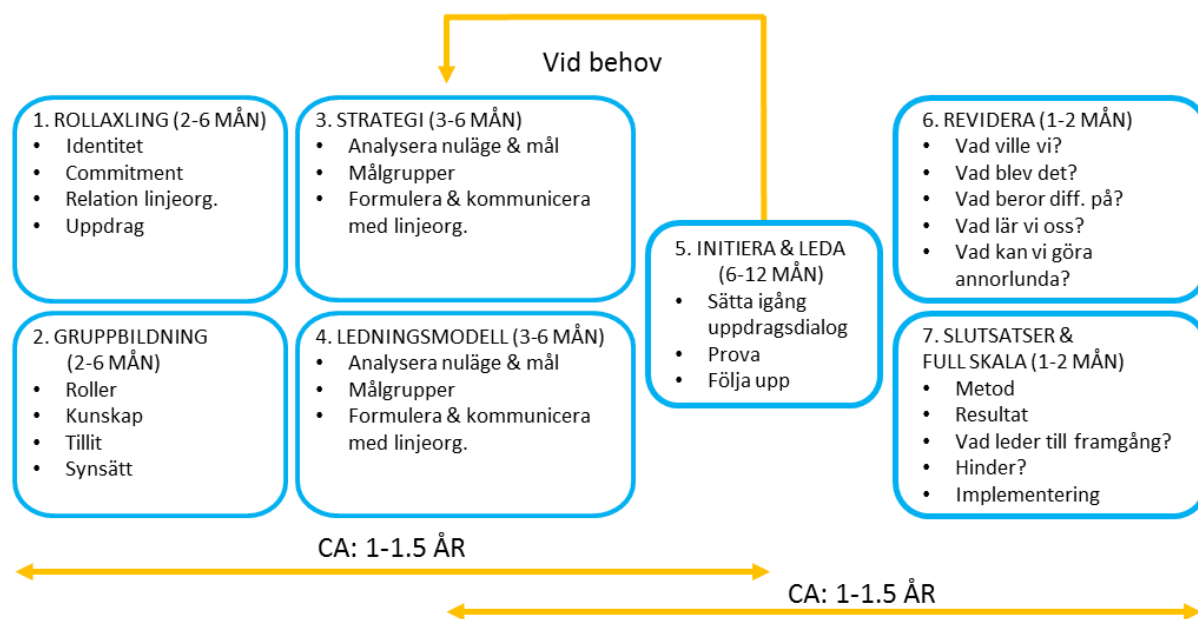 Vid behov
1. ROLLAXLING (2-6 MÅN)
• Identitet
• Commitment
• Relation linjeorg.
• Uppdrag
2. GRUPPBILDNING
(2-6 MÅN)
• Roller
• Kunskap
• Tillit
• Synsätt
3. STRATEGI (3-6 MÅN)
• Analysera nuläge & mål
• Målgrupper
• Formulera & kommunicera
med linjeorg.
4. LEDNINGSMODELL (3-6 MÅN)
• Analysera nuläge & mål
• Målgrupper
• Formulera & kommunicera
med linjeorg.
5. INITIERA & LEDA
(6-12 MÅN)
• Sätta igång
uppdragsdialog
• Prova
• Följa upp
6. REVIDERA (1-2 MÅN)
• Vad ville vi?
• Vad blev det?
• Vad beror diff. på?
• Vad lär vi oss?
• Vad kan vi göra
annorlunda?
7. SLUTSATSER &
FULL SKALA (1-2 MÅN)
• Metod
• Resultat
• Vad leder till framgång?
• Hinder?
• Implementering
CA: 1-1.5 ÅR
CA: 1-1.5 ÅR